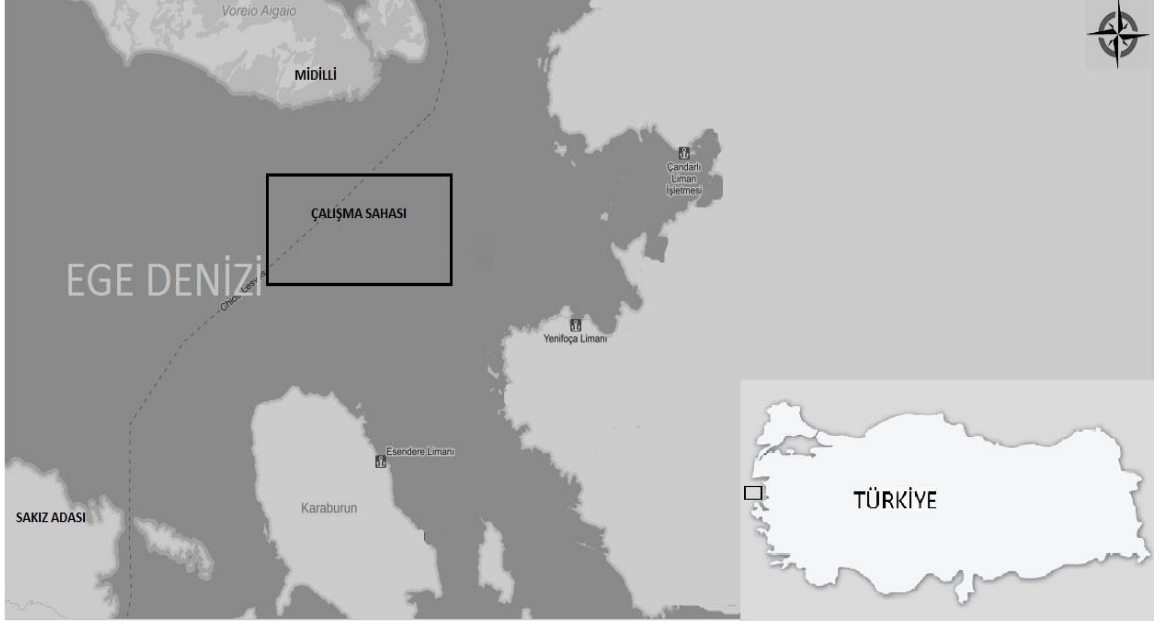 Voreio Aigaio
MİDİLLİ
Çandarlı
Liman
İşletmesi
ÇALIŞMA SAHASI
EGE DENİZİ
Yenifoça Limanı
Esendere Limanı
Karaburun
SAKIZ ADASI
TÜRKİYE